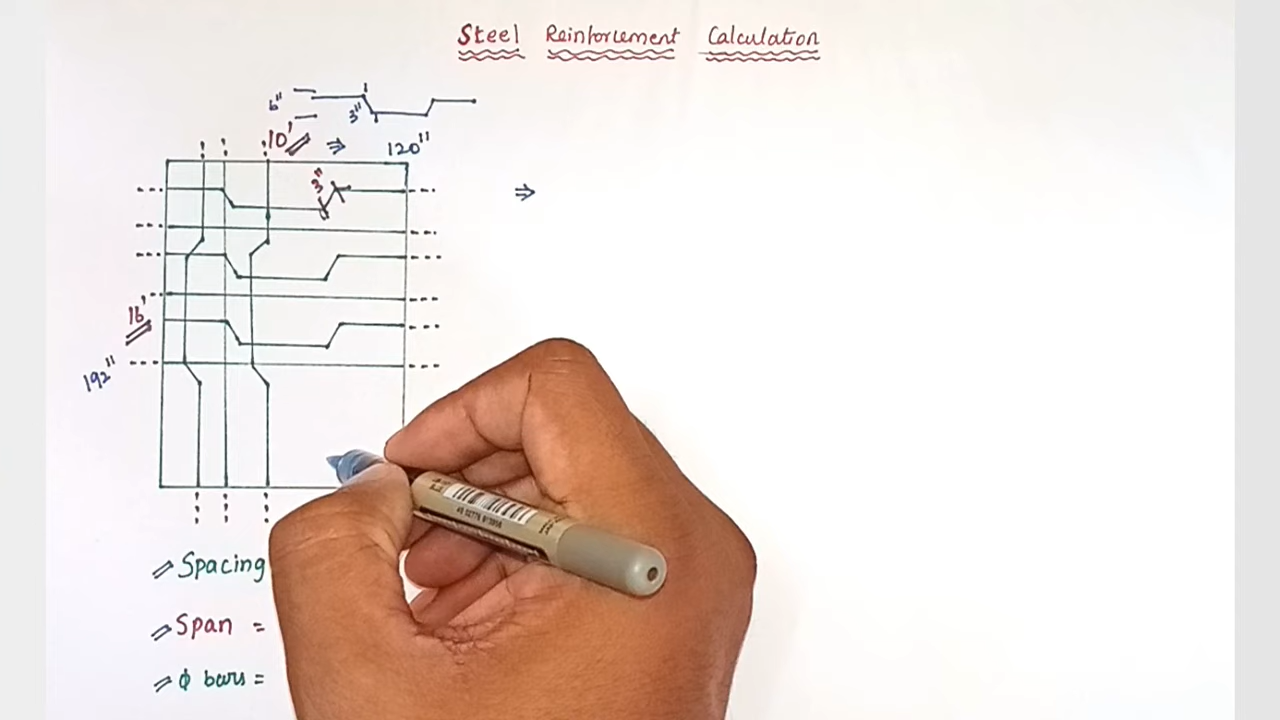 Steel Reinforcement Calculation
6"
3"
10' ⇒ 120"
3"
⇒
16'
192"
Spacing
Span =
ϕ bars =